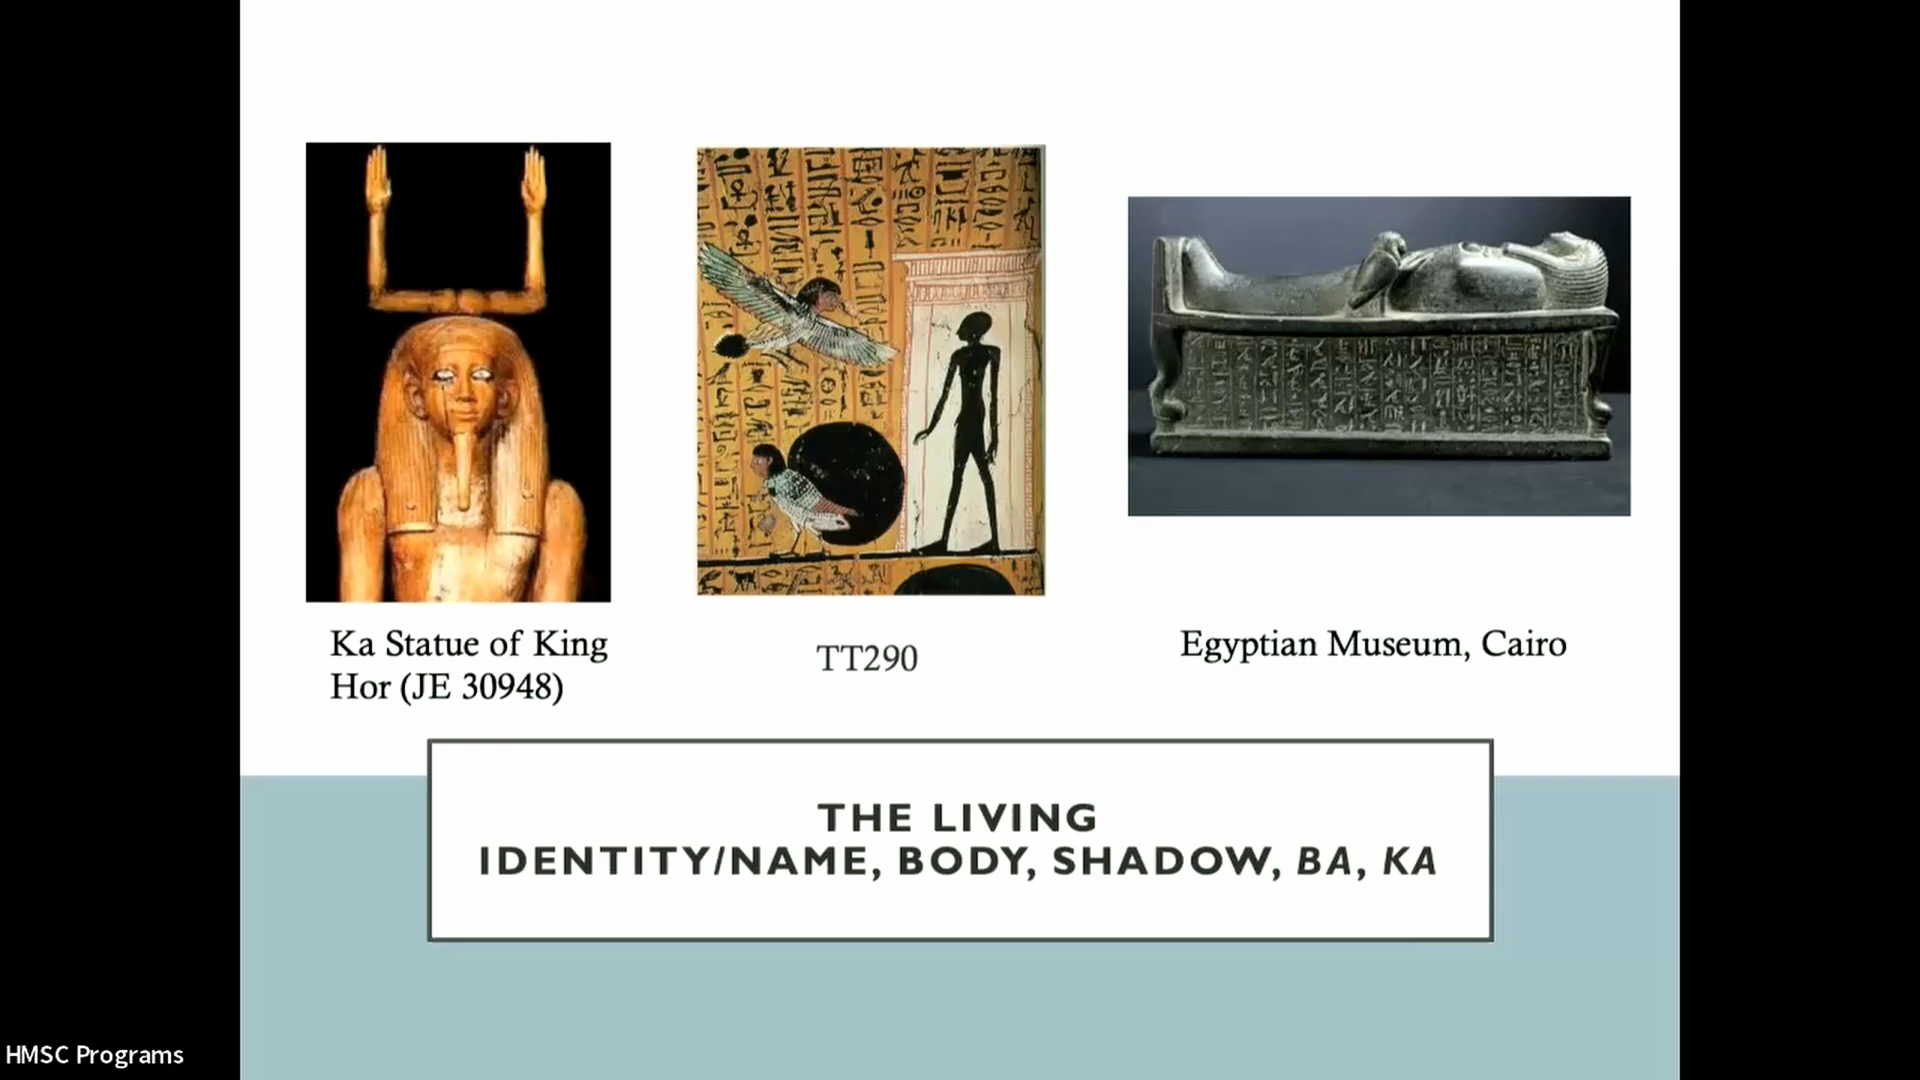 Ka Statue of King
Hor (JE 30948)
TT290
Egyptian Museum, Cairo
THE LIVING
IDENTITY/NAME, BODY, SHADOW, BA, KA
HMSC Programs